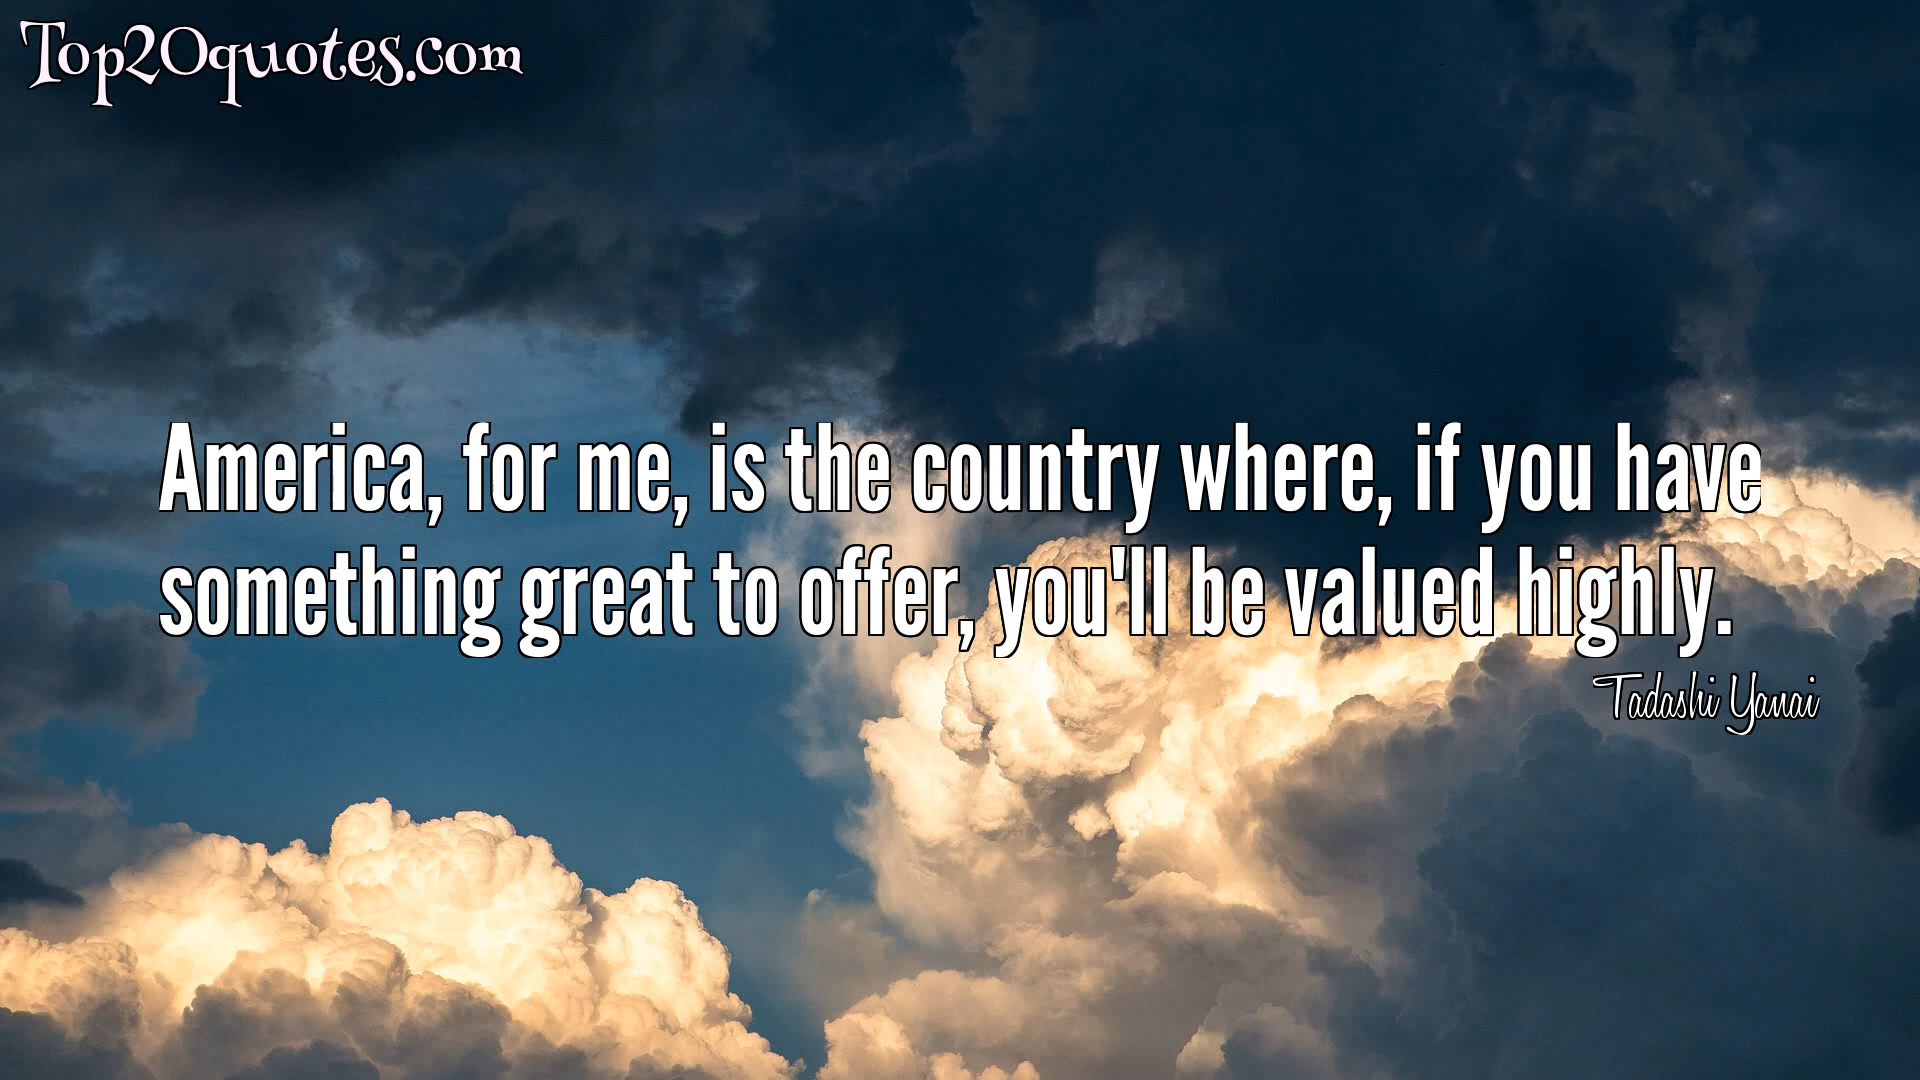 Top20quotes.com
America, for me, is the country where, if you have
something great to offer, you'll be valued highly.
Tadashi Yanai